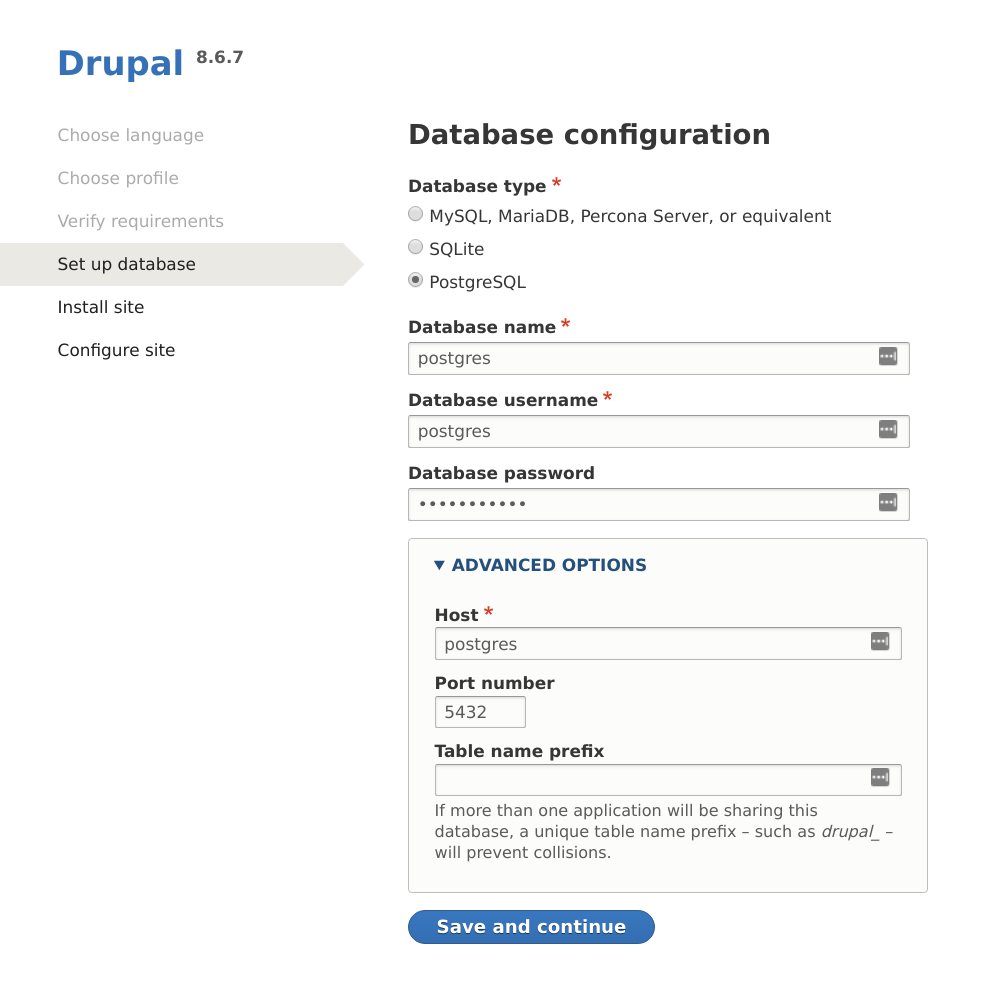 Drupal 8.6.7
Choose language
Choose profile
Verify requirements
Set up database
Install site
Configure site
Database configuration
Database type *
MySQL, MariaDB, Percona Server, or equivalent
SQLite
PostgreSQL
Database name *
postgres
Database username *
postgres
Database password
•••••••••••
▼ ADVANCED OPTIONS
Host *
postgres
Port number
5432
Table name prefix
If more than one application will be sharing this
database, a unique table name prefix – such as drupal_ –
will prevent collisions.
Save and continue